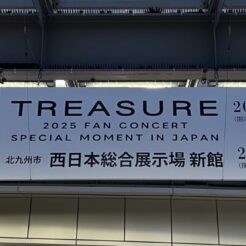 TREASURE
2025 FAN CONCERT
SPECIAL MOMENT IN JAPAN
北九州市 西日本総合展示場 新館